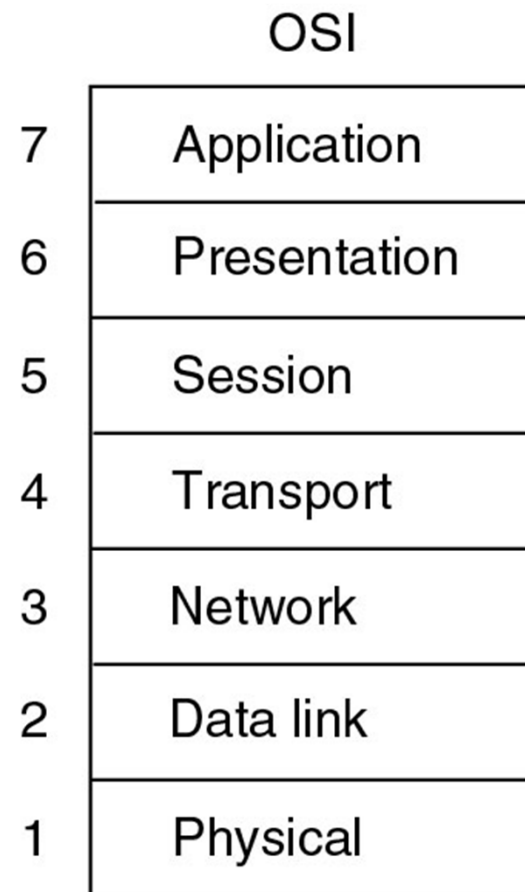 OSI
7 Application
6 Presentation
5 Session
4 Transport
3 Network
2 Data link
1 Physical